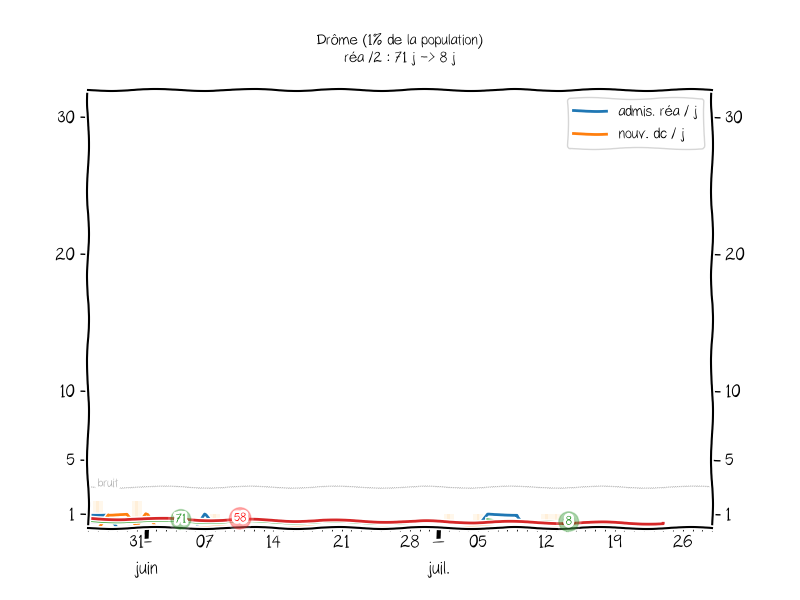 Drôme (1% de la population)
réa /2 : 71 j -> 8 j
admis. réa / j
nouv. dc / j
30 30
20 20
10 10
5 5
bruit
1 1
71 58 8
31 07 14 21 28 05 12 19 26
juin juil.